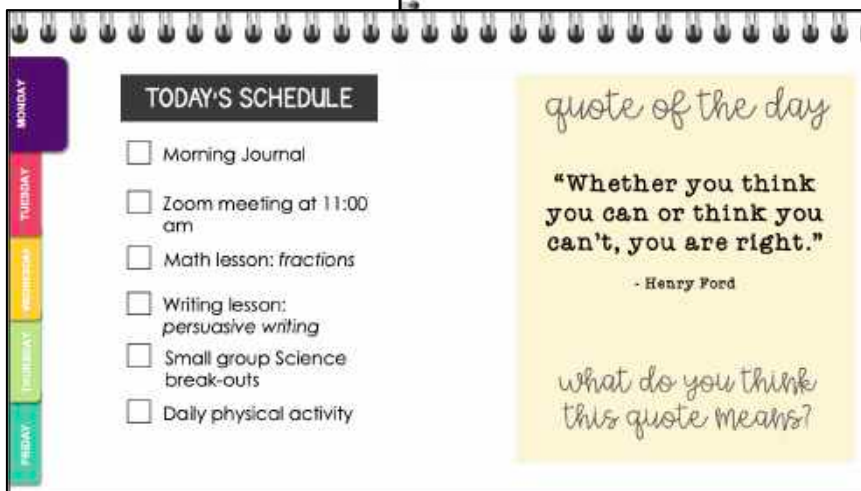 MONDAY
TUESDAY
WEDNESDAY
THURSDAY
FRIDAY
TODAY'S SCHEDULE
Morning Journal
Zoom meeting at 11:00
am
Math lesson: fractions
Writing lesson:
persuasive writing
Small group Science
break-outs
Daily physical activity
quote of the day
“Whether you think
you can or think you
can't, you are right.”
- Henry Ford
what do you think
this quote means?